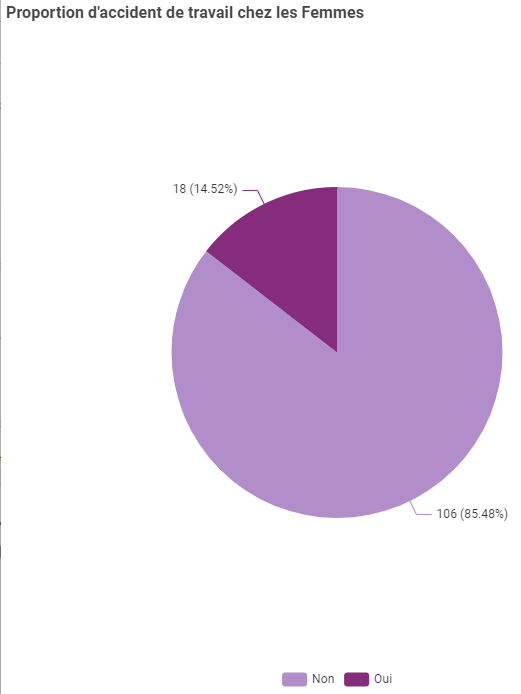 Proportion d'accident de travail chez les Femmes
18 (14.52%)
106 (85.48%)
Non Oui